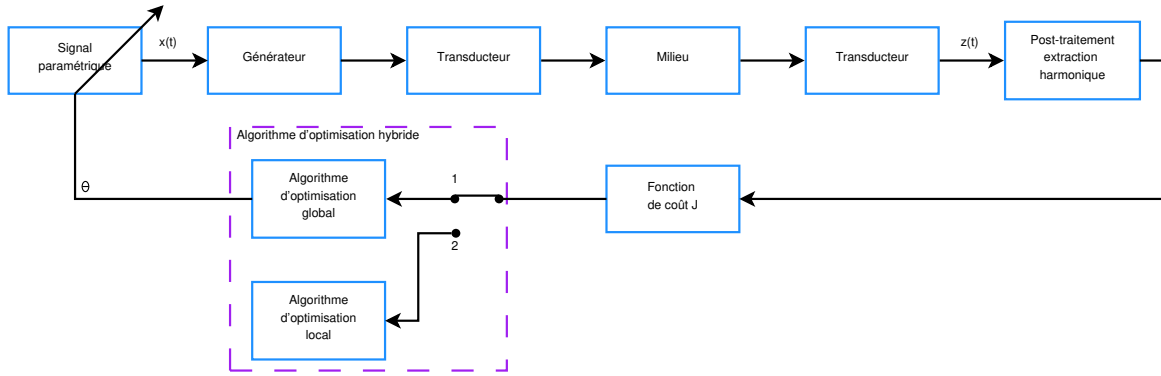 Signal
paramétrique
x(t)
Générateur
Transducteur
Milieu
Transducteur
z(t)
Post-traitement
extraction
harmonique
Algorithme d'optimisation hybride
Algorithme
d'optimisation
global
1
2
Fonction
de coût J
θ
Algorithme
d'optimisation
local